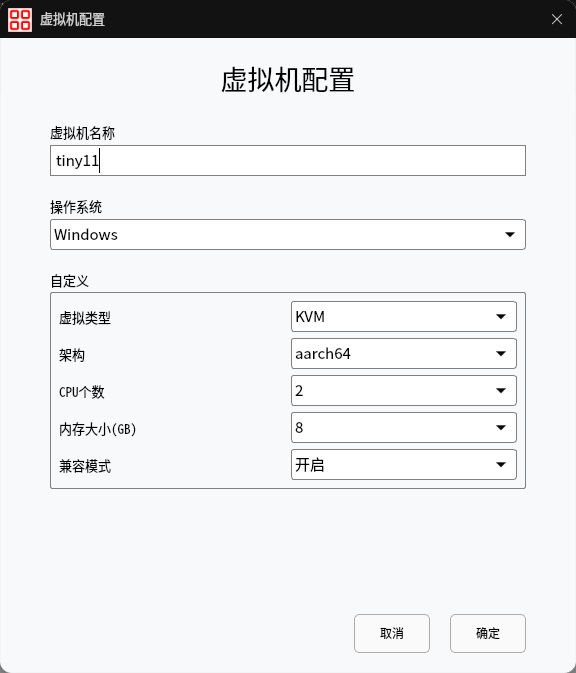 虚拟机配置
虚拟机配置
虚拟机名称
tiny11
操作系统
Windows
自定义
虚拟类型 KVM
架构 aarch64
CPU个数 2
内存大小(GB) 8
兼容模式 开启
取消 确定